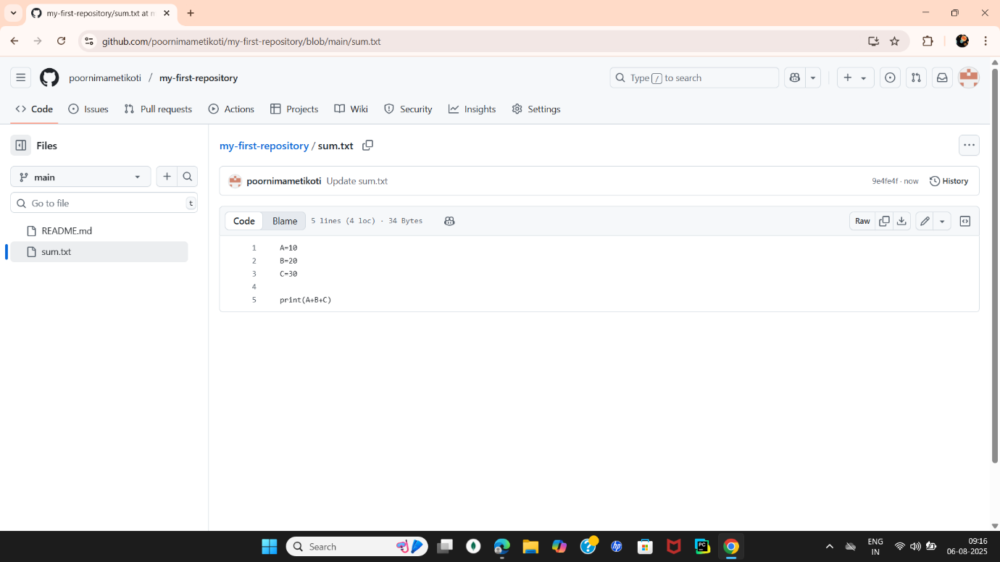 my-first-repository/sum.txt at m
github.com/poornimametikoti/my-first-repository/blob/main/sum.txt
poornimametikoti / my-first-repository
Type / to search
Code Issues Pull requests Actions Projects Wiki Security Insights Settings
Files
my-first-repository / sum.txt
main
poornimametikoti Update sum.txt
9e4fe4f · now History
Go to file t
Code Blame 5 lines (4 loc) · 34 Bytes
Raw
README.md
sum.txt
1 A=10
2 B=20
3 C=30
4
5 print(A+B+C)
Search
PC
hp
ENG
IN
09:16
06-08-2025